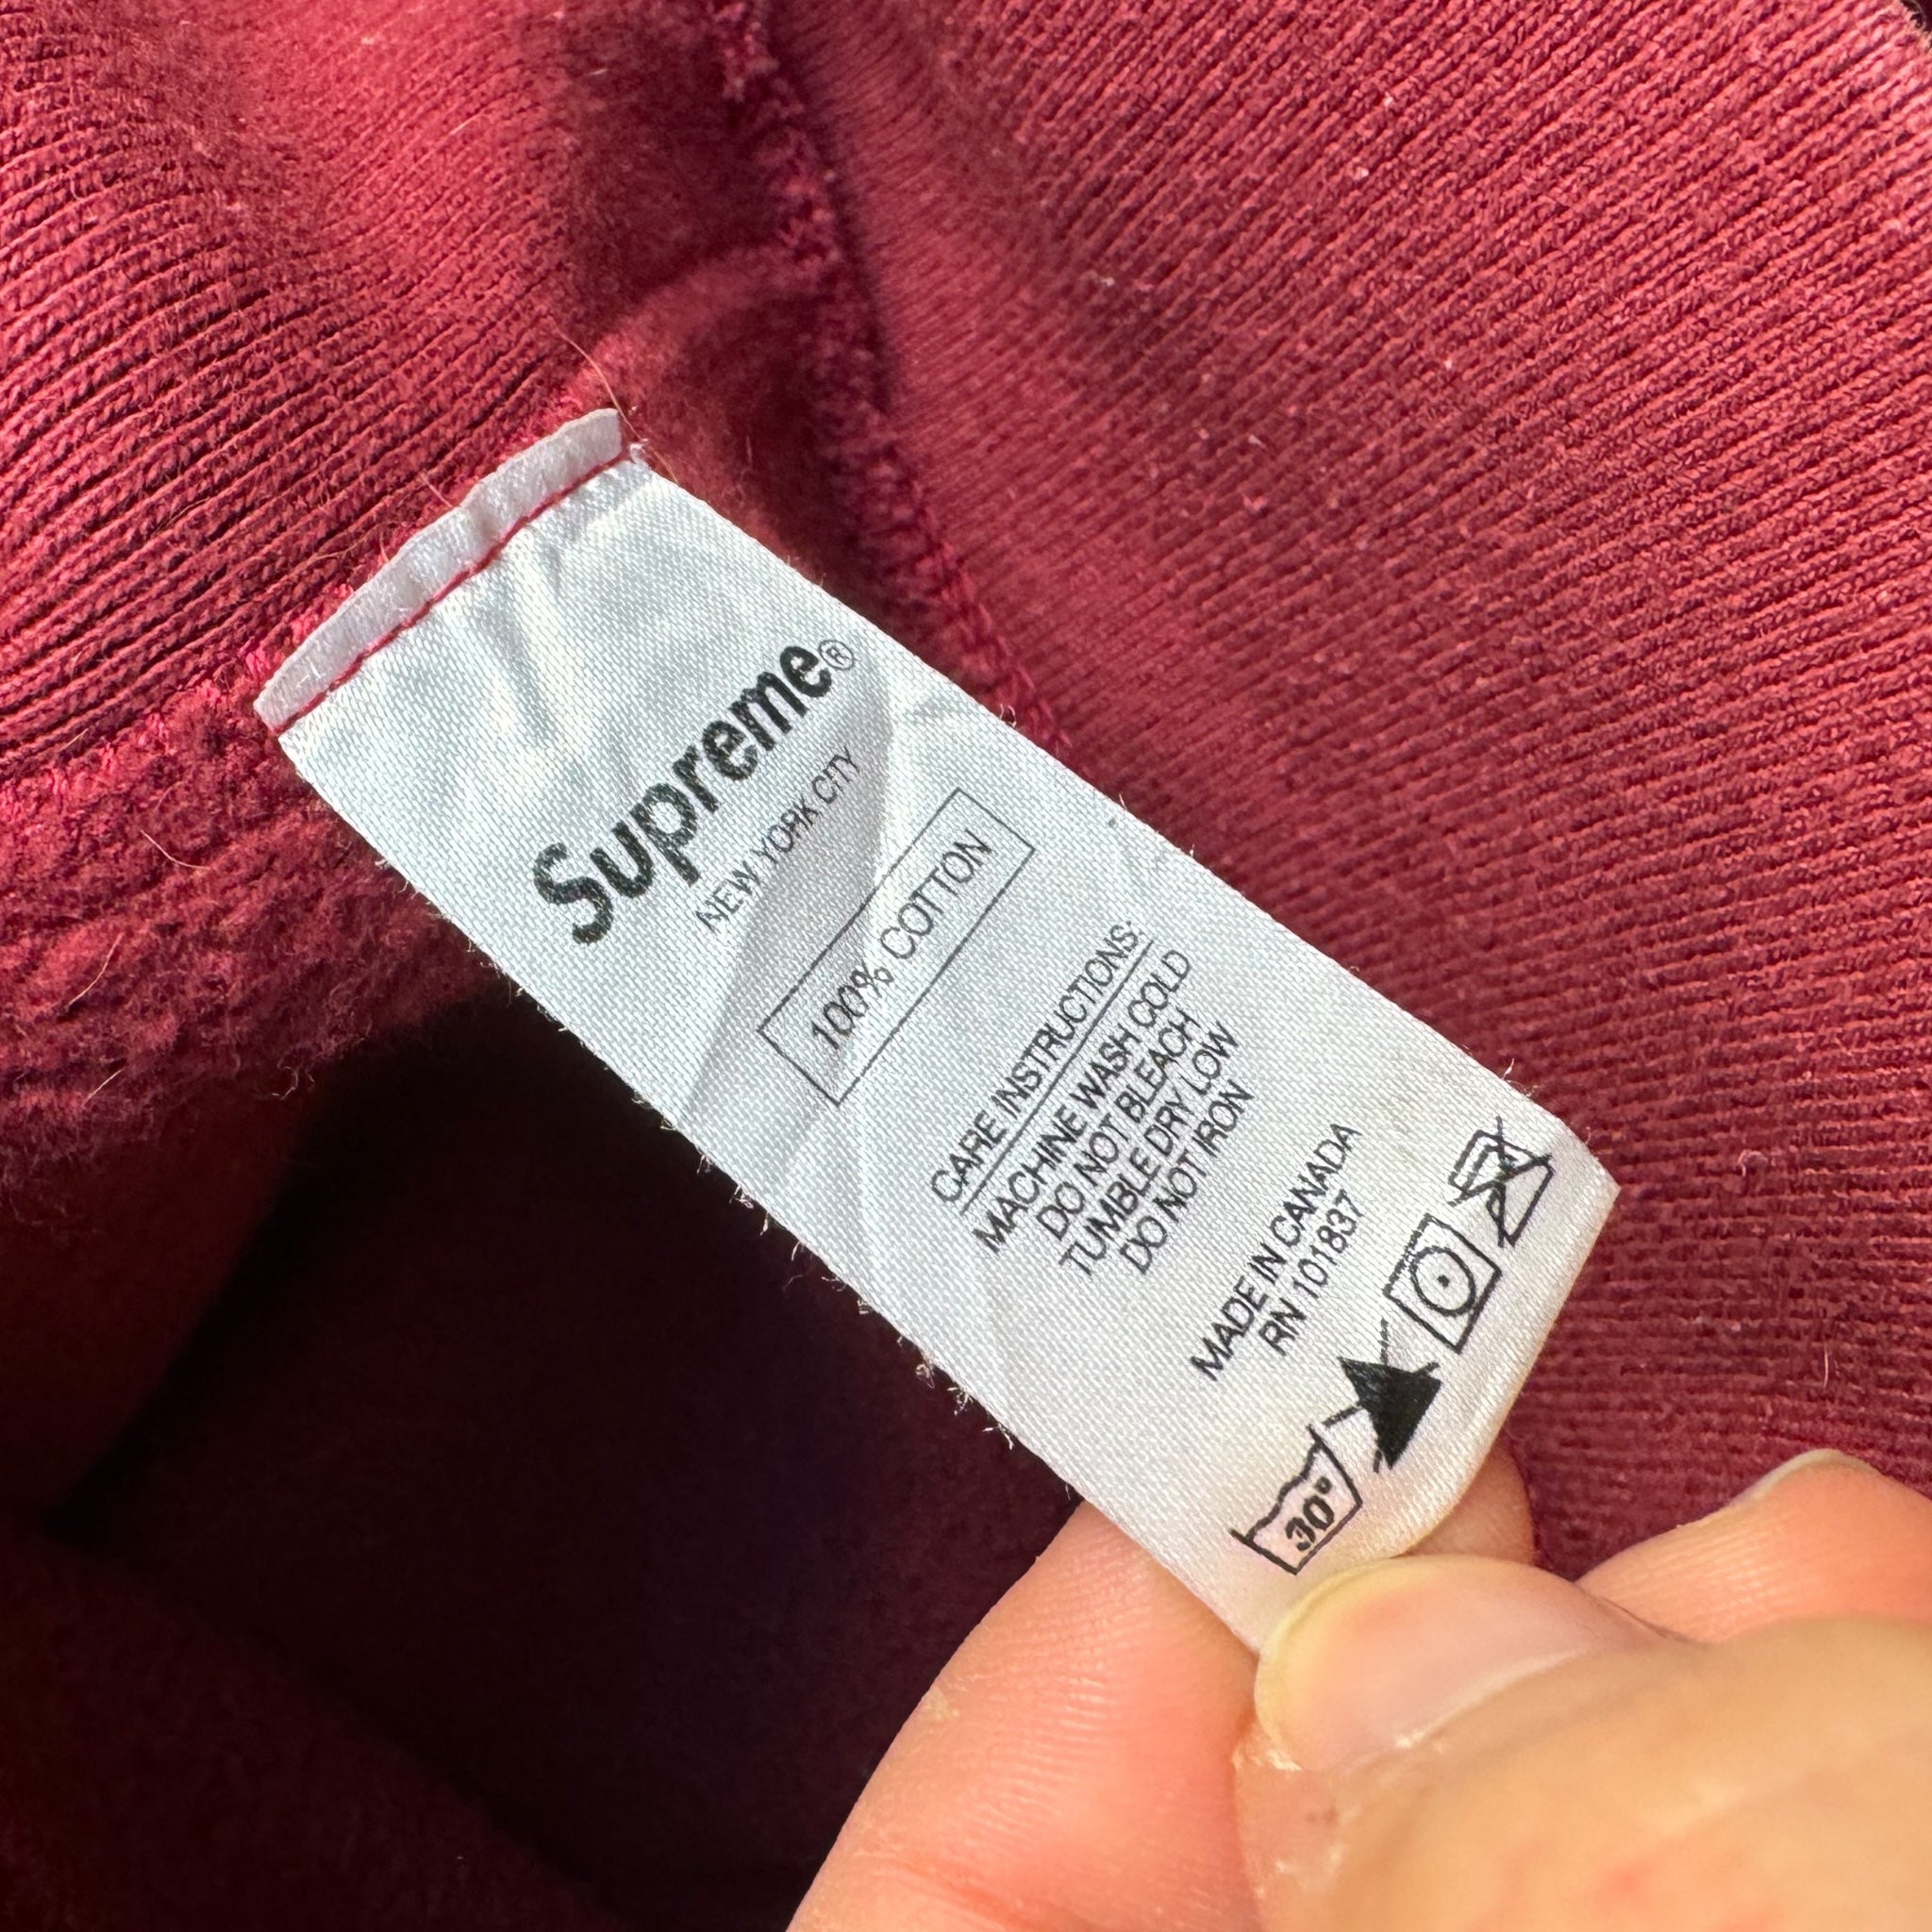 Supreme®
NEW YORK CITY
100% COTTON
CARE INSTRUCTIONS:
MACHINE WASH COLD
DO NOT BLEACH
TUMBLE DRY LOW
DO NOT IRON
MADE IN CANADA
RN 101837
30°